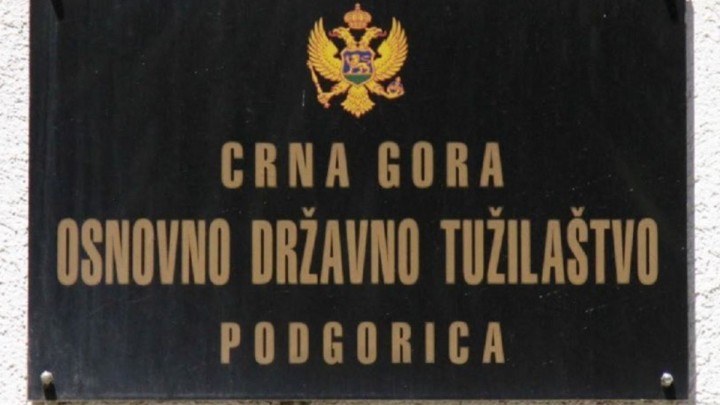 CRNA GORA
OSNOVNO DRŽAVNO TUŽILAŠTVO
PODGORICA